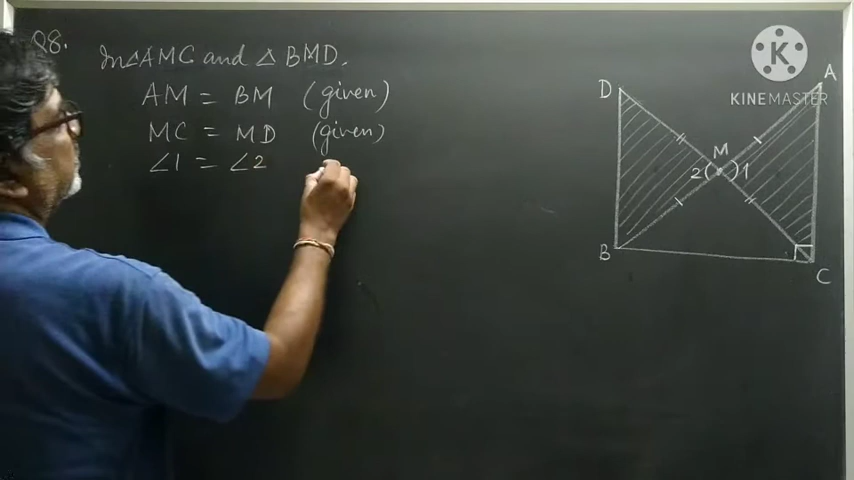 Q8.
In △AMC and △BMD.
AM = BM (given)
MC = MD (given)
∠1 = ∠2
D
A
M
2
1
B
C
K
KINEMASTER